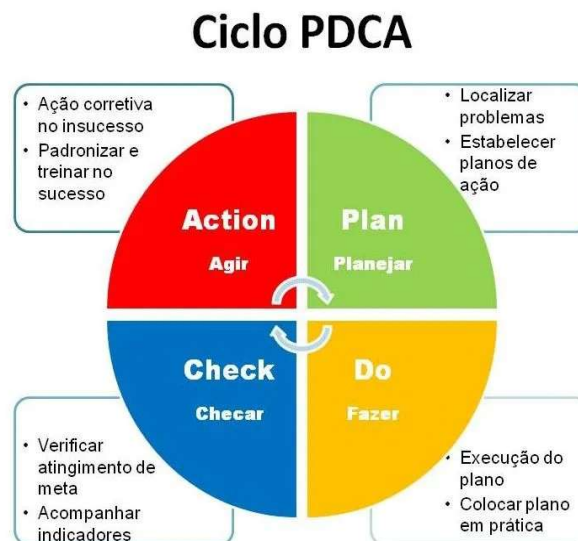 Ciclo PDCA
• Ação corretiva
no insucesso
• Padronizar e
treinar no
sucesso
• Localizar
problemas
• Estabelecer
planos de
ação
Action
Agir
Plan
Planejar
Check
Checar
Do
Fazer
• Verificar
atingimento de
meta
• Acompanhar
indicadores
• Execução do
plano
• Colocar plano
em prática